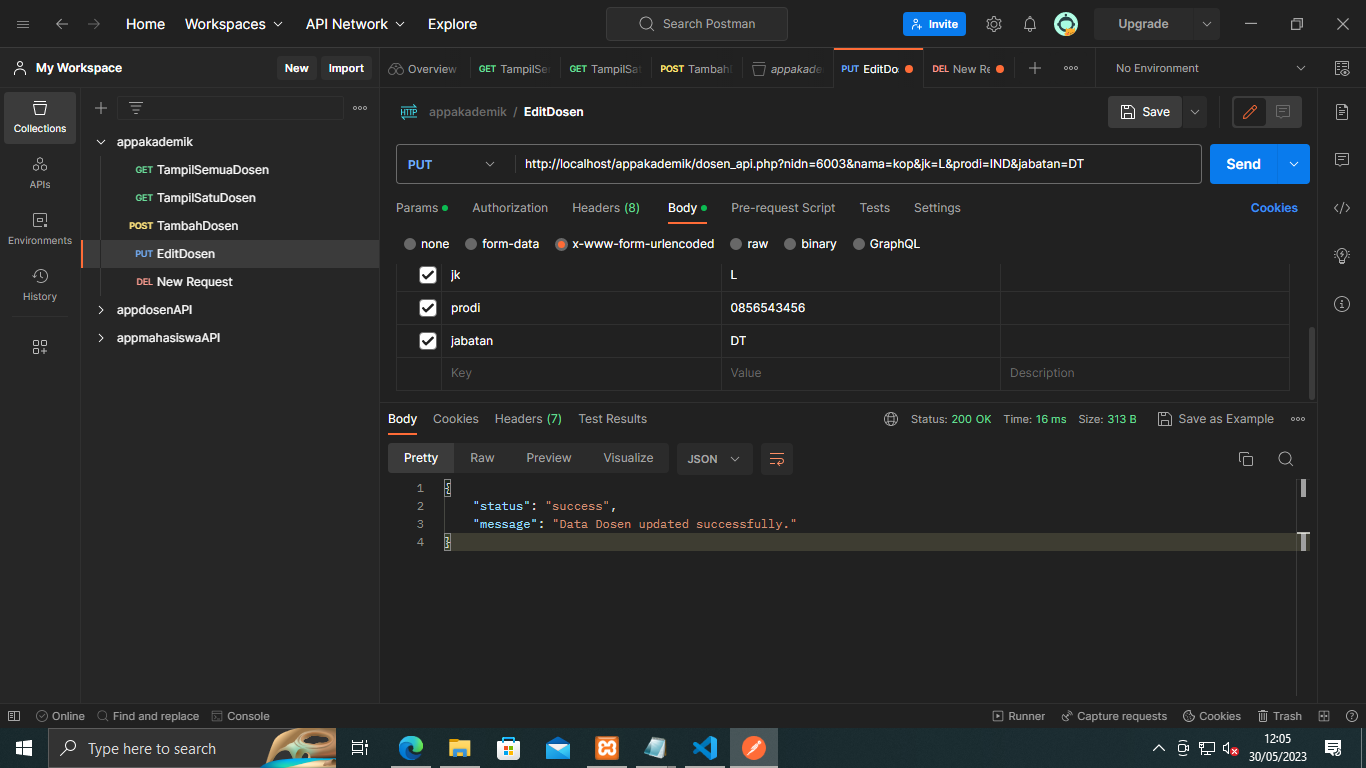 Home Workspaces API Network Explore Search Postman Invite Upgrade
My Workspace New Import Overview GET TampilSe POST Tambah appakade PUT EditDo DEL New Re No Environment
Collections
APIs
Environments
History
appakademik
GET TampilSemuaDosen
GET TampilSatuDosen
POST TambahDosen
PUT EditDosen
DEL New Request
appdosenAPI
appmahasiswaAPI
HTTP appakademik / EditDosen Save
PUT http://localhost/appakademik/dosen_api.php?nidn=6003&nama=kop&jk=L&prodi=IND&jabatan=DT Send
Params Authorization Headers (8) Body Pre-request Script Tests Settings Cookies
none form-data x-www-form-urlencoded raw binary GraphQL
jk L
prodi 0856543456
jabatan DT
Key Value Description
Body Cookies Headers (7) Test Results Status: 200 OK Time: 16 ms Size: 313 B Save as Example
Pretty Raw Preview Visualize JSON
1 {
2 "status": "success",
3 "message": "Data Dosen updated successfully."
4 }
Online Find and replace Console Runner Capture requests Cookies Trash
Type here to search 12:05
30/05/2023